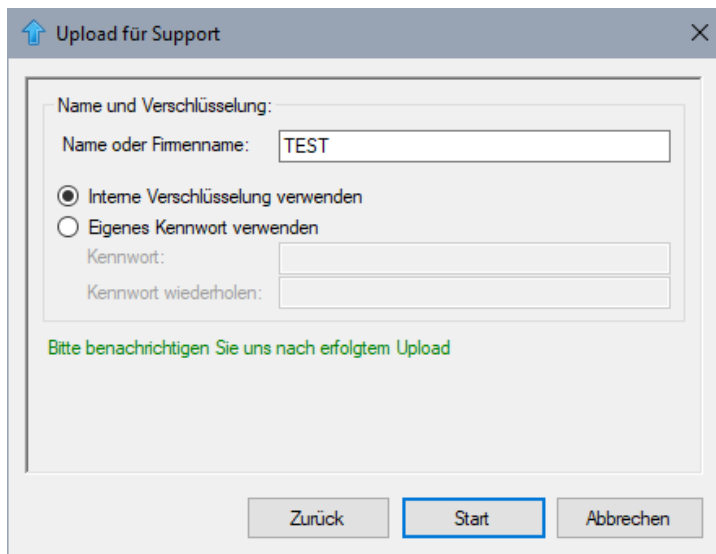 Upload für Support
Name und Verschlüsselung:
Name oder Firmenname: TEST
Interne Verschlüsselung verwenden
Eigenes Kennwort verwenden
Kennwort:
Kennwort wiederholen:
Bitte benachrichtigen Sie uns nach erfolgtem Upload
Zurück Start Abbrechen